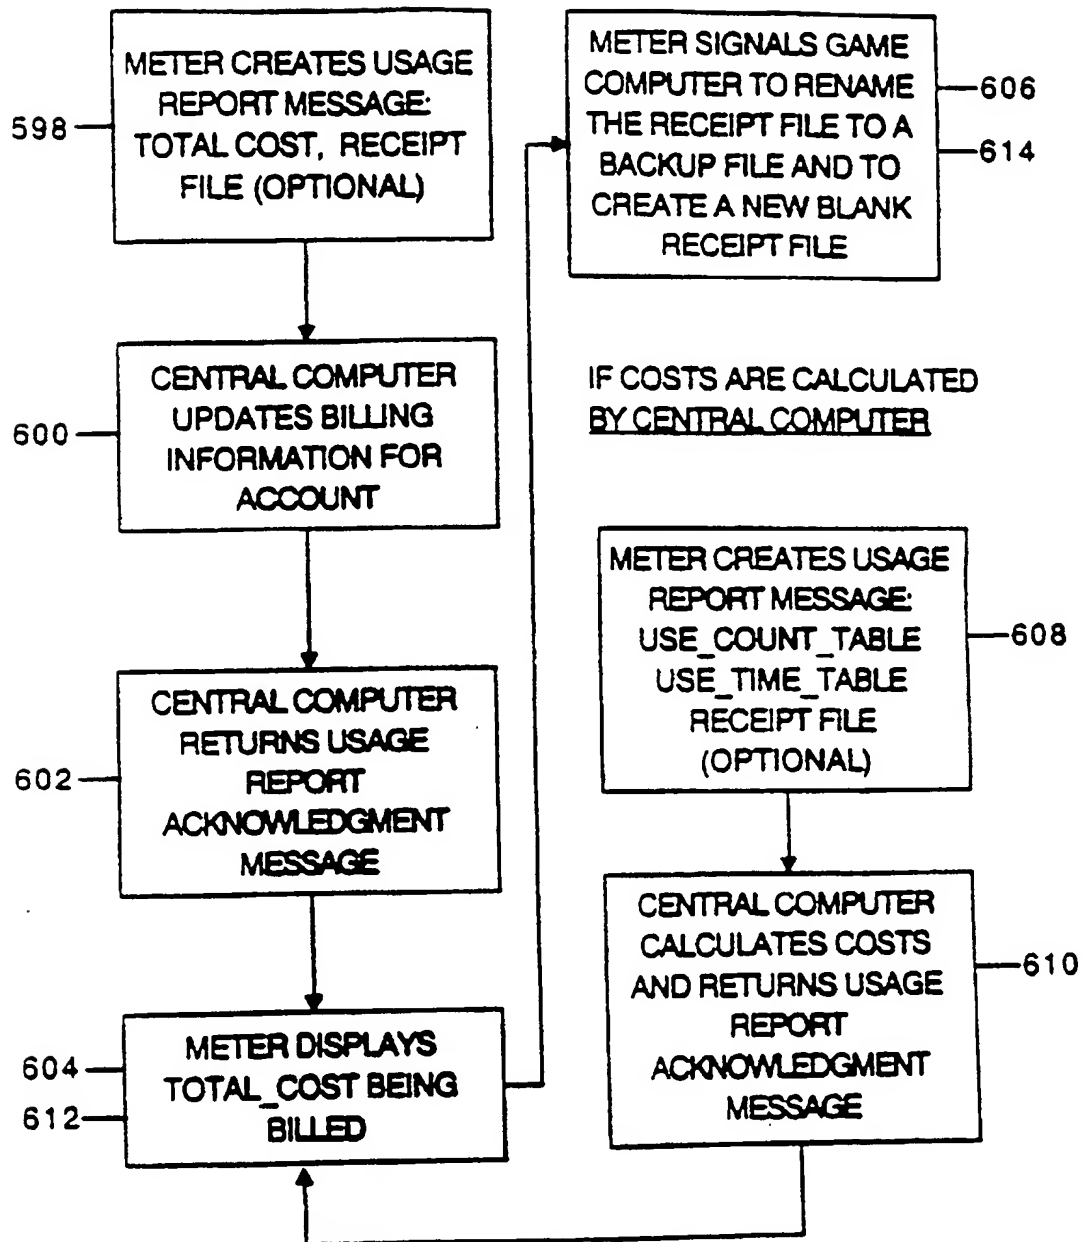 METER CREATES USAGE
REPORT MESSAGE:
TOTAL COST, RECEIPT
FILE (OPTIONAL)
598
CENTRAL COMPUTER
UPDATES BILLING
INFORMATION FOR
ACCOUNT
600
CENTRAL COMPUTER
RETURNS USAGE
REPORT
ACKNOWLEDGMENT
MESSAGE
602
METER DISPLAYS
TOTAL_COST BEING
BILLED
604
612
METER SIGNALS GAME
COMPUTER TO RENAME
THE RECEIPT FILE TO A
BACKUP FILE AND TO
CREATE A NEW BLANK
RECEIPT FILE
606
614
IF COSTS ARE CALCULATED
BY CENTRAL COMPUTER
METER CREATES USAGE
REPORT MESSAGE:
USE_COUNT_TABLE
USE_TIME_TABLE
RECEIPT FILE
(OPTIONAL)
608
CENTRAL COMPUTER
CALCULATES COSTS
AND RETURNS USAGE
REPORT
ACKNOWLEDGMENT
MESSAGE
610